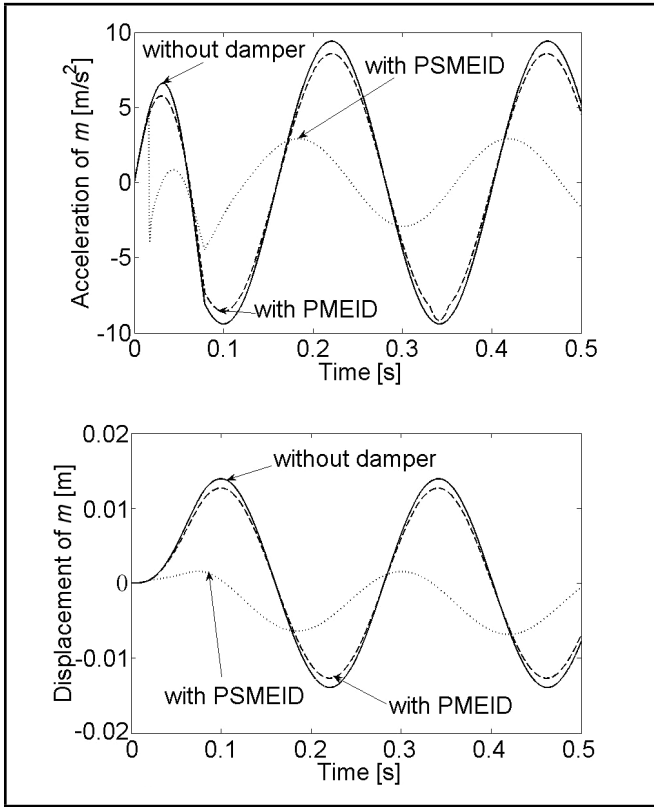 10
without damper
with PSMEID
5
0
-5
with PMEID
-10
0 0.1 0.2 0.3 0.4 0.5
Time [s]
Acceleration of m [m/s²]
0.02
without damper
0.01
0
-0.01
with PSMEID
with PMEID
-0.02
0 0.1 0.2 0.3 0.4 0.5
Time [s]
Displacement of m [m]